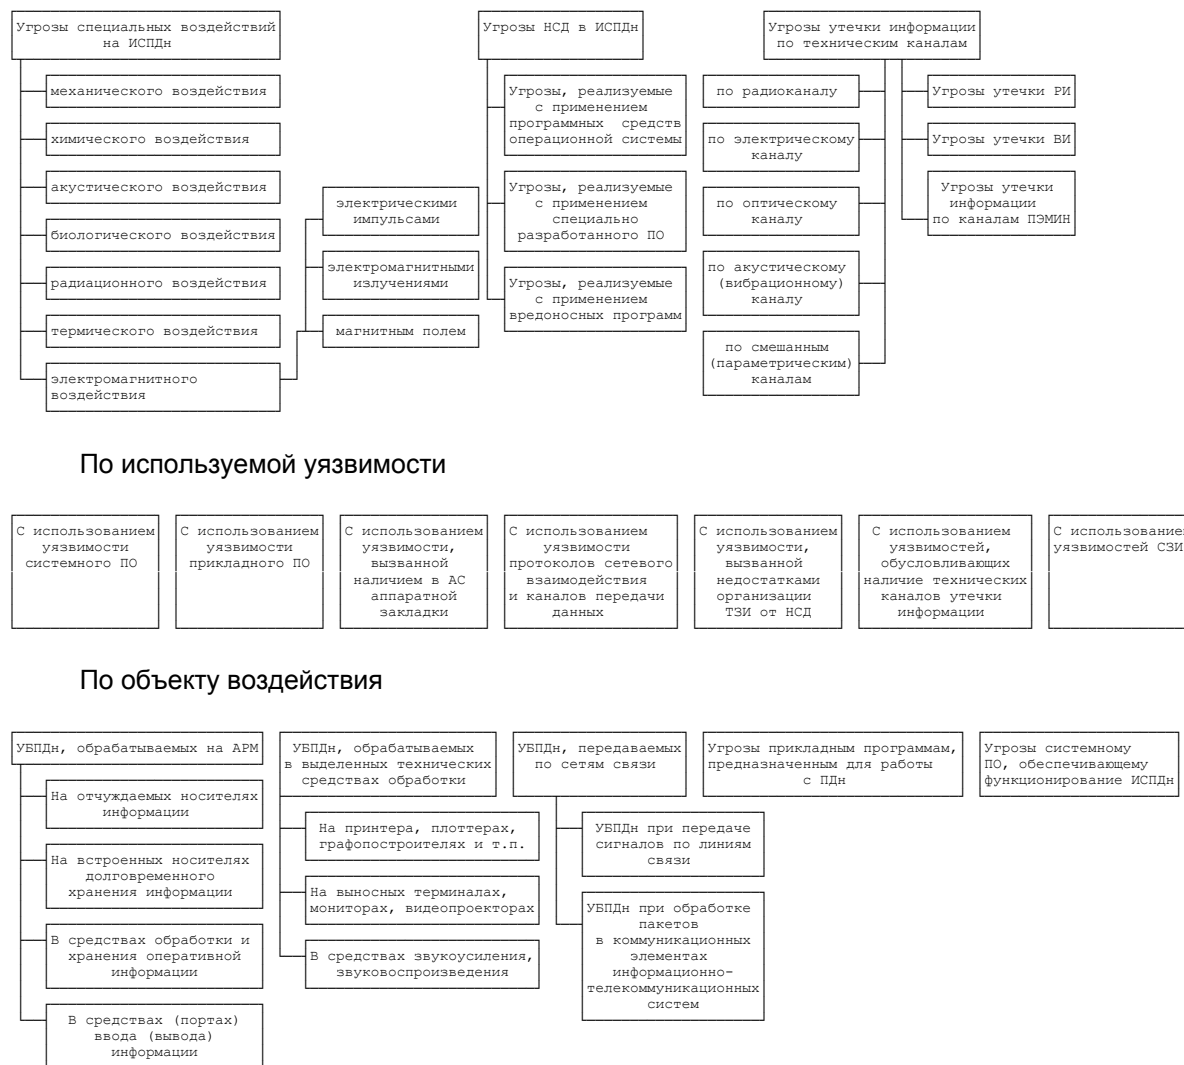 Угрозы специальных воздействий
на ИСПДн
механического воздействия
химического воздействия
акустического воздействия
биологического воздействия
радиационного воздействия
термического воздействия
электромагнитного
воздействия
электрическими
импульсами
электромагнитными
излучениями
магнитным полем
Угрозы НСД в ИСПДн
Угрозы, реализуемые
с применением
программных средств
операционной системы
Угрозы, реализуемые
с применением
специально
разработанного ПО
Угрозы, реализуемые
с применением
вредоносных программ
Угрозы утечки информации
по техническим каналам
по радиоканалу
по электрическому
каналу
по оптическому
каналу
по акустическому
(вибрационному)
каналу
по смешанным
(параметрическим)
каналам
Угрозы утечки РИ
Угрозы утечки ВИ
Угрозы утечки
информации
по каналам ПЭМИН
По используемой уязвимости
С использованием
уязвимости
системного ПО
С использованием
уязвимости
прикладного ПО
С использованием
уязвимости,
вызванной
наличием в АС
аппаратной
закладки
С использованием
уязвимости
протоколов сетевого
взаимодействия
и каналов передачи
данных
С использованием
уязвимости,
вызванной
недостатками
организации
ТЗИ от НСД
С использованием
уязвимостей,
обусловливающих
наличие технических
каналов утечки
информации
С использование
уязвимостей СЗИ
По объекту воздействия
УБПДн, обрабатываемых на АРМ
На отчуждаемых носителях
информации
На встроенных носителях
долговременного
хранения информации
В средствах обработки и
хранения оперативной
информации
В средствах (портах)
ввода (вывода)
информации
УБПДн, обрабатываемых
в выделенных технических
средствах обработки
На принтера, плоттерах,
графопостроителях и т.п.
На выносных терминалах,
мониторах, видеопроекторах
В средствах звукоусиления,
звуковоспроизведения
УБПДн, передаваемых
по сетям связи
УБПДн при передаче
сигналов по линиям
связи
УБПДн при обработке
пакетов
в коммуникационных
элементах
информационно-
телекоммуникационных
систем
Угрозы прикладным программам,
предназначенным для работы
с ПДн
Угрозы системному
ПО, обеспечивающему
функционирование ИСПДн